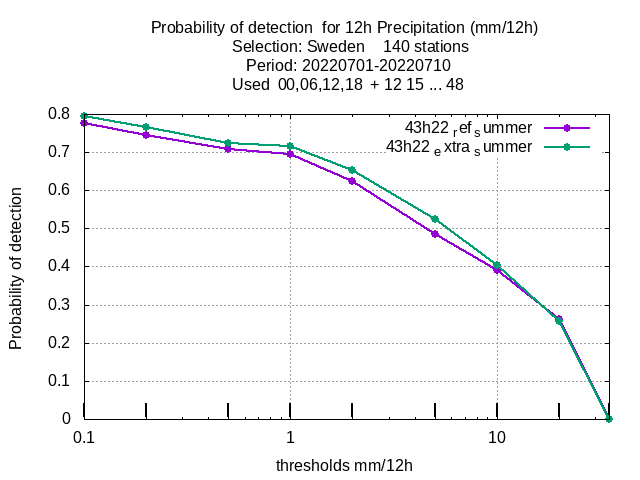 Probability of detection  for 12h Precipitation (mm/12h)
Selection: Sweden    140 stations
Period: 20220701-20220710
Used  00,06,12,18  + 12 15 ... 48
43h22 ref summer
43h22 extra summer
0.8
0.7
0.6
0.5
0.4
0.3
0.2
0.1
0
Probability of detection
0.1
1
10
thresholds mm/12h